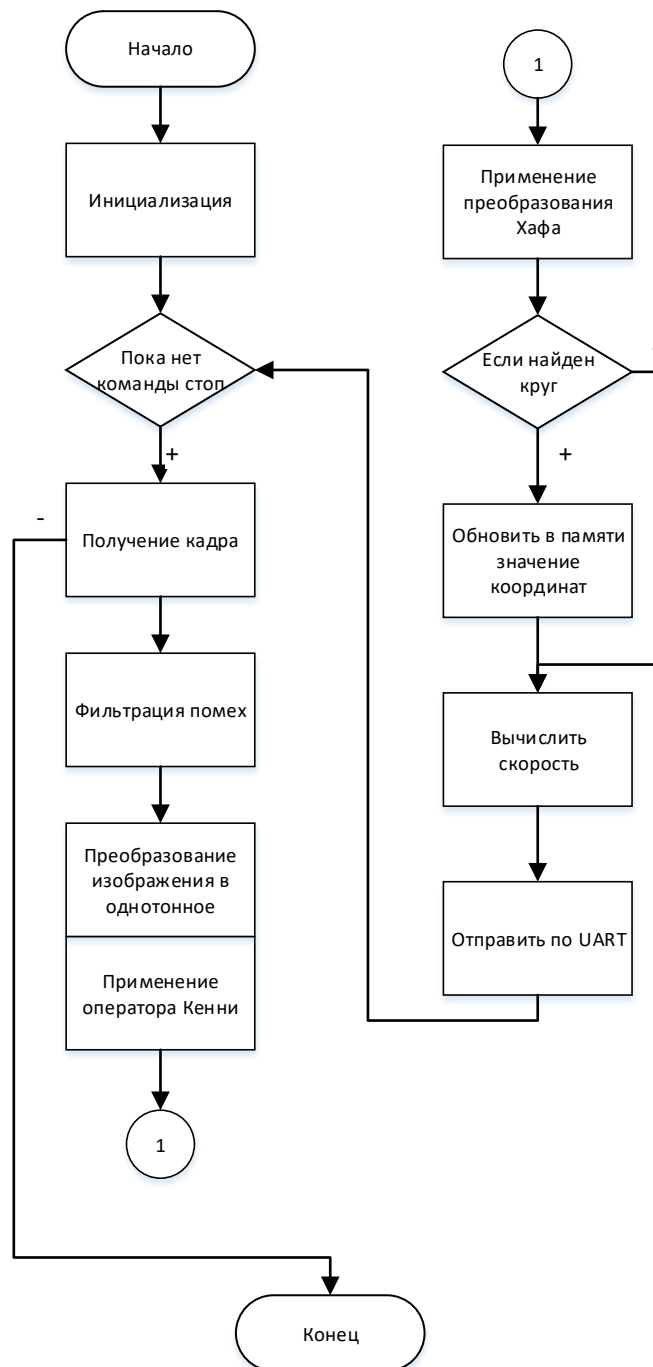 Начало
Инициализация
Пока нет
команды стоп
+
-
Получение кадра
Фильтрация помех
Преобразование
изображения в
однотонное
Применение
оператора Кенни
1
Конец
1
Применение
преобразования
Хафа
Если найден
круг
+
Обновить в памяти
значение
координат
Вычислить
скорость
Отправить по UART